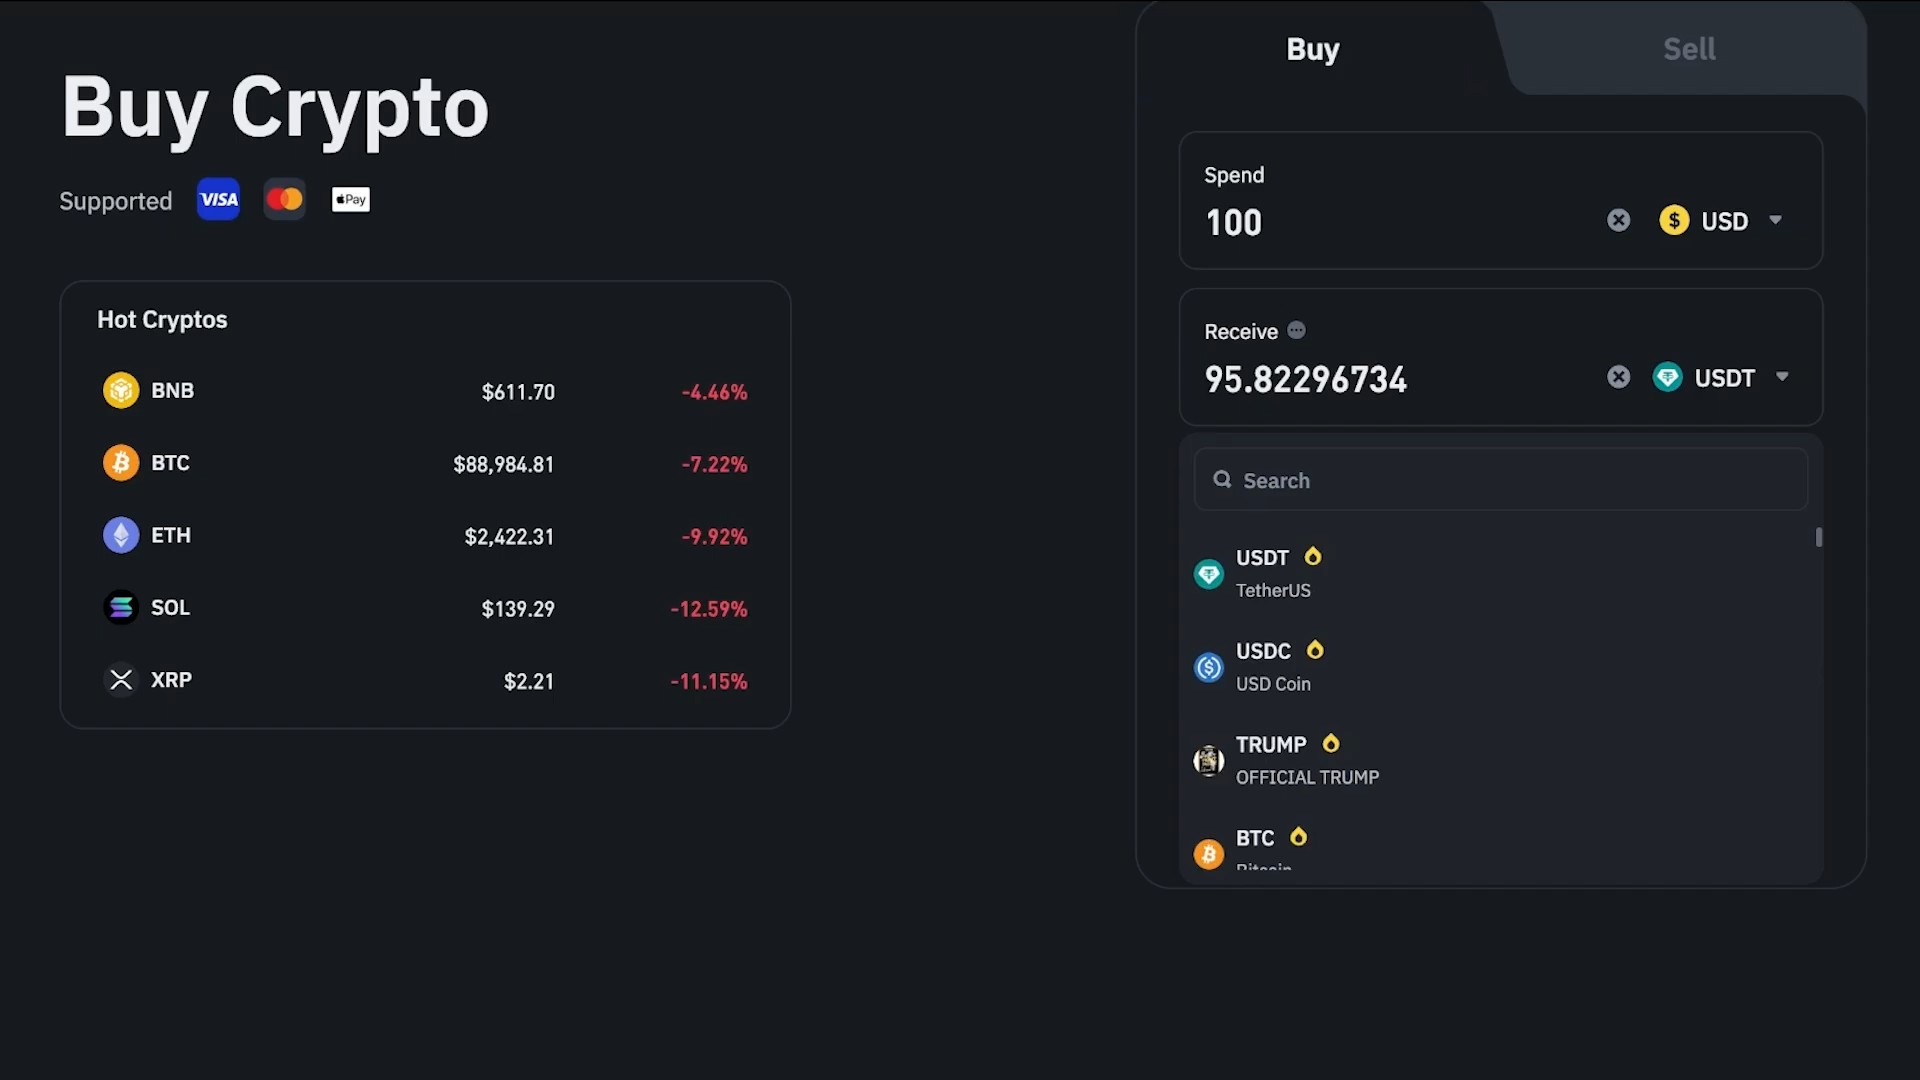 Buy Crypto
Supported VISA Pay
Hot Cryptos
BNB $611.70 -4.46%
BTC $88,984.81 -7.22%
ETH $2,422.31 -9.92%
SOL $139.29 -12.59%
XRP $2.21 -11.15%
Buy Sell
Spend
100 $ USD
Receive
95.82296734 USDT
Search
USDT
TetherUS
USDC
USD Coin
TRUMP
OFFICIAL TRUMP
BTC
Bitcoin